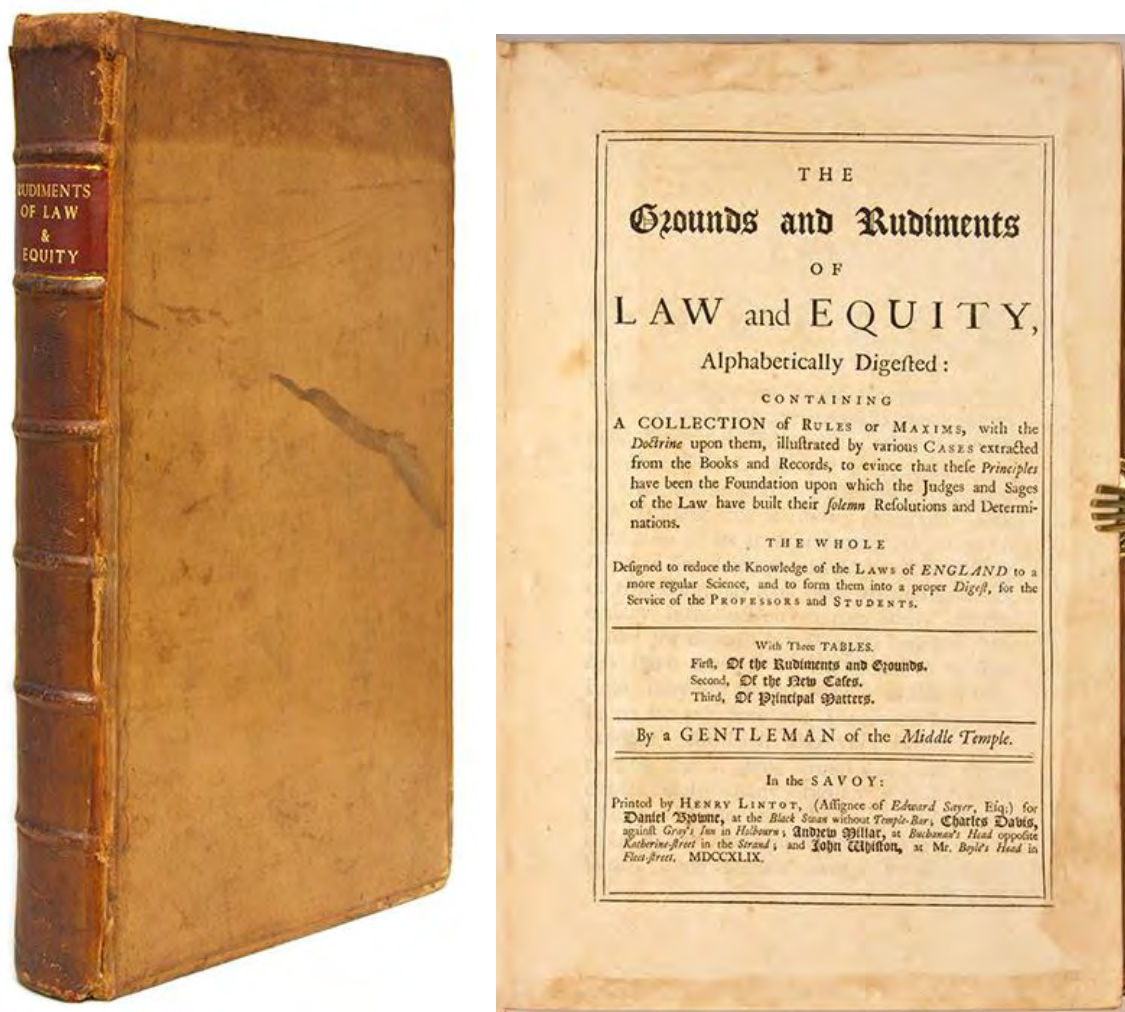 RUDIMENTS
OF LAW
&
EQUITY
THE
Grounds and Rudiments
OF
LAW and EQUITY,
Alphabetically Digeſted:
CONTAINING
A COLLECTION of RULES or MAXIMS, with the
Doctrine upon them, illuſtrated by various CASES extracted
from the Books and Records, to evince that theſe Principles
have been the Foundation upon which the Judges and Sages
of the Law have built their ſolemn Reſolutions and Determi-
nations.
THE WHOLE
Deſigned to reduce the Knowledge of the LAWS of ENGLAND to a
more regular Science, and to form them into a proper Digeſt, for the
Service of the PROFESSORS and STUDENTS.
With Three TABLES.
Firſt, Of the Rudiments and Grounds.
Second, Of the New Caſes.
Third, Of Principal Matters.
By a GENTLEMAN of the Middle Temple.
In the SAVOY:
Printed by HENRY LINTOT, (Aſſignee of Edward Sayer, Eſq;) for
Daniel Browne, at the Black Swan without Temple-Bar; Charles Davis,
againſt Gray's Inn in Holbourn; Andrew Millar, at Buchanan's Head oppoſite
Katherine-ſtreet in the Strand; and John Whiſton, at Mr. Boyle's Head in
Fleet-ſtreet. MDCCXLIX.